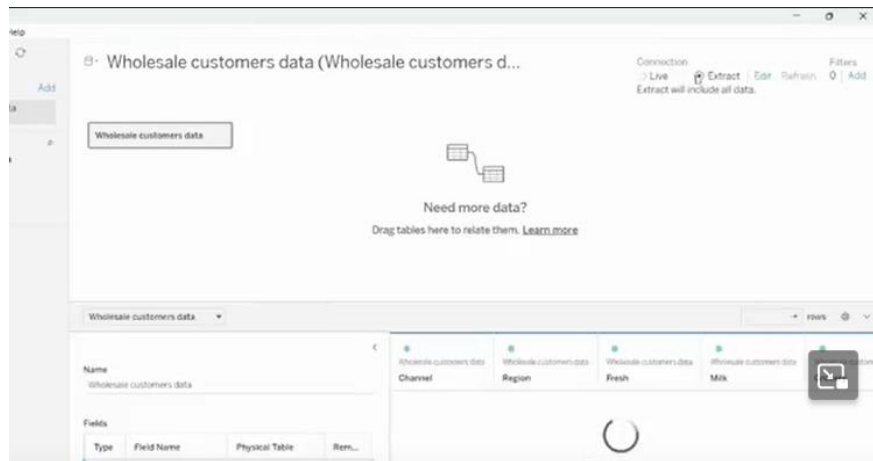 Help
Wholesale customers data (Wholesale customers d...
Connection
Live Extract Edit Refresh
Extract will include all data.
Filters
0 Add
Add
Wholesale customers data
Need more data?
Drag tables here to relate them. Learn more
Wholesale customers data
rows
Name
Wholesale customers data
Fields
Type Field Name Physical Table Rem...
Wholesale customers data
Channel
Wholesale customers data
Region
Wholesale customers data
Fresh
Wholesale customers data
Milk